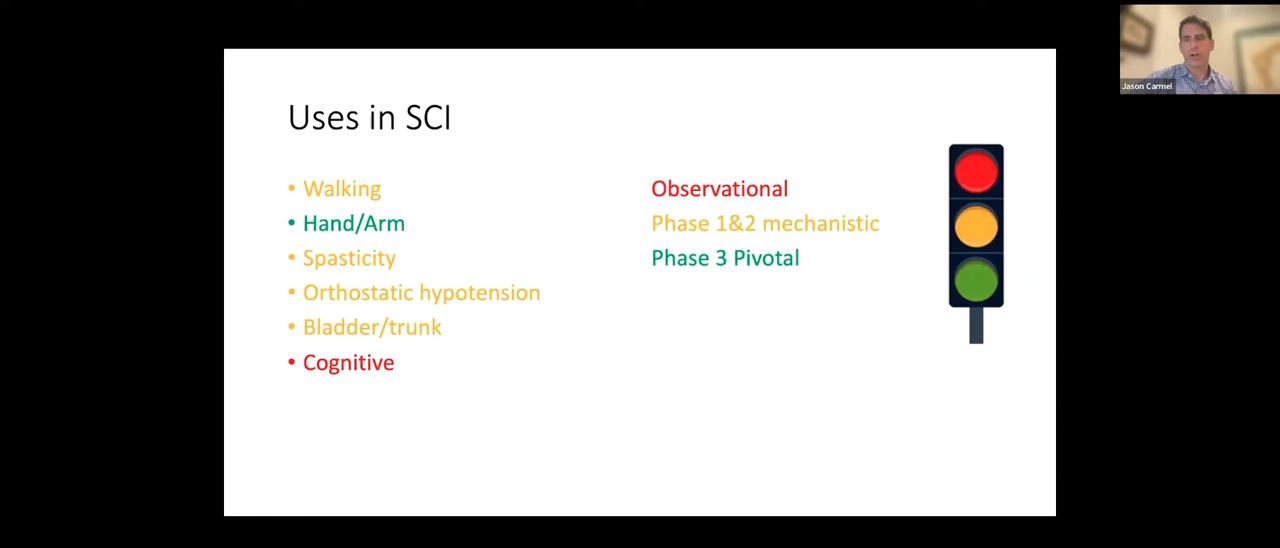 Jason Carmel
Uses in SCI
• Walking
• Hand/Arm
• Spasticity
• Orthostatic hypotension
• Bladder/trunk
• Cognitive
Observational
Phase 1&2 mechanistic
Phase 3 Pivotal